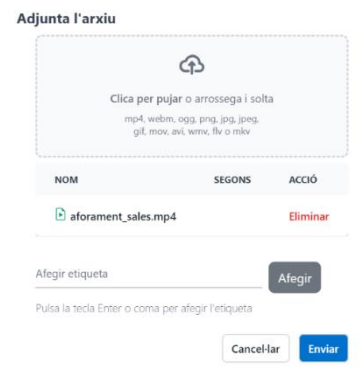 Adjunta l'arxiu
Clica per pujar o arrossega i solta
mp4, webm, ogg, png, jpg, jpeg,
gif, mov, avi, wmv, flv o mkv
NOM SEGONS ACCIÓ
aforament_sales.mp4 Eliminar
Afegir etiqueta Afegir
Pulsa la tecla Enter o coma per afegir l'etiqueta
Cancel·lar Enviar